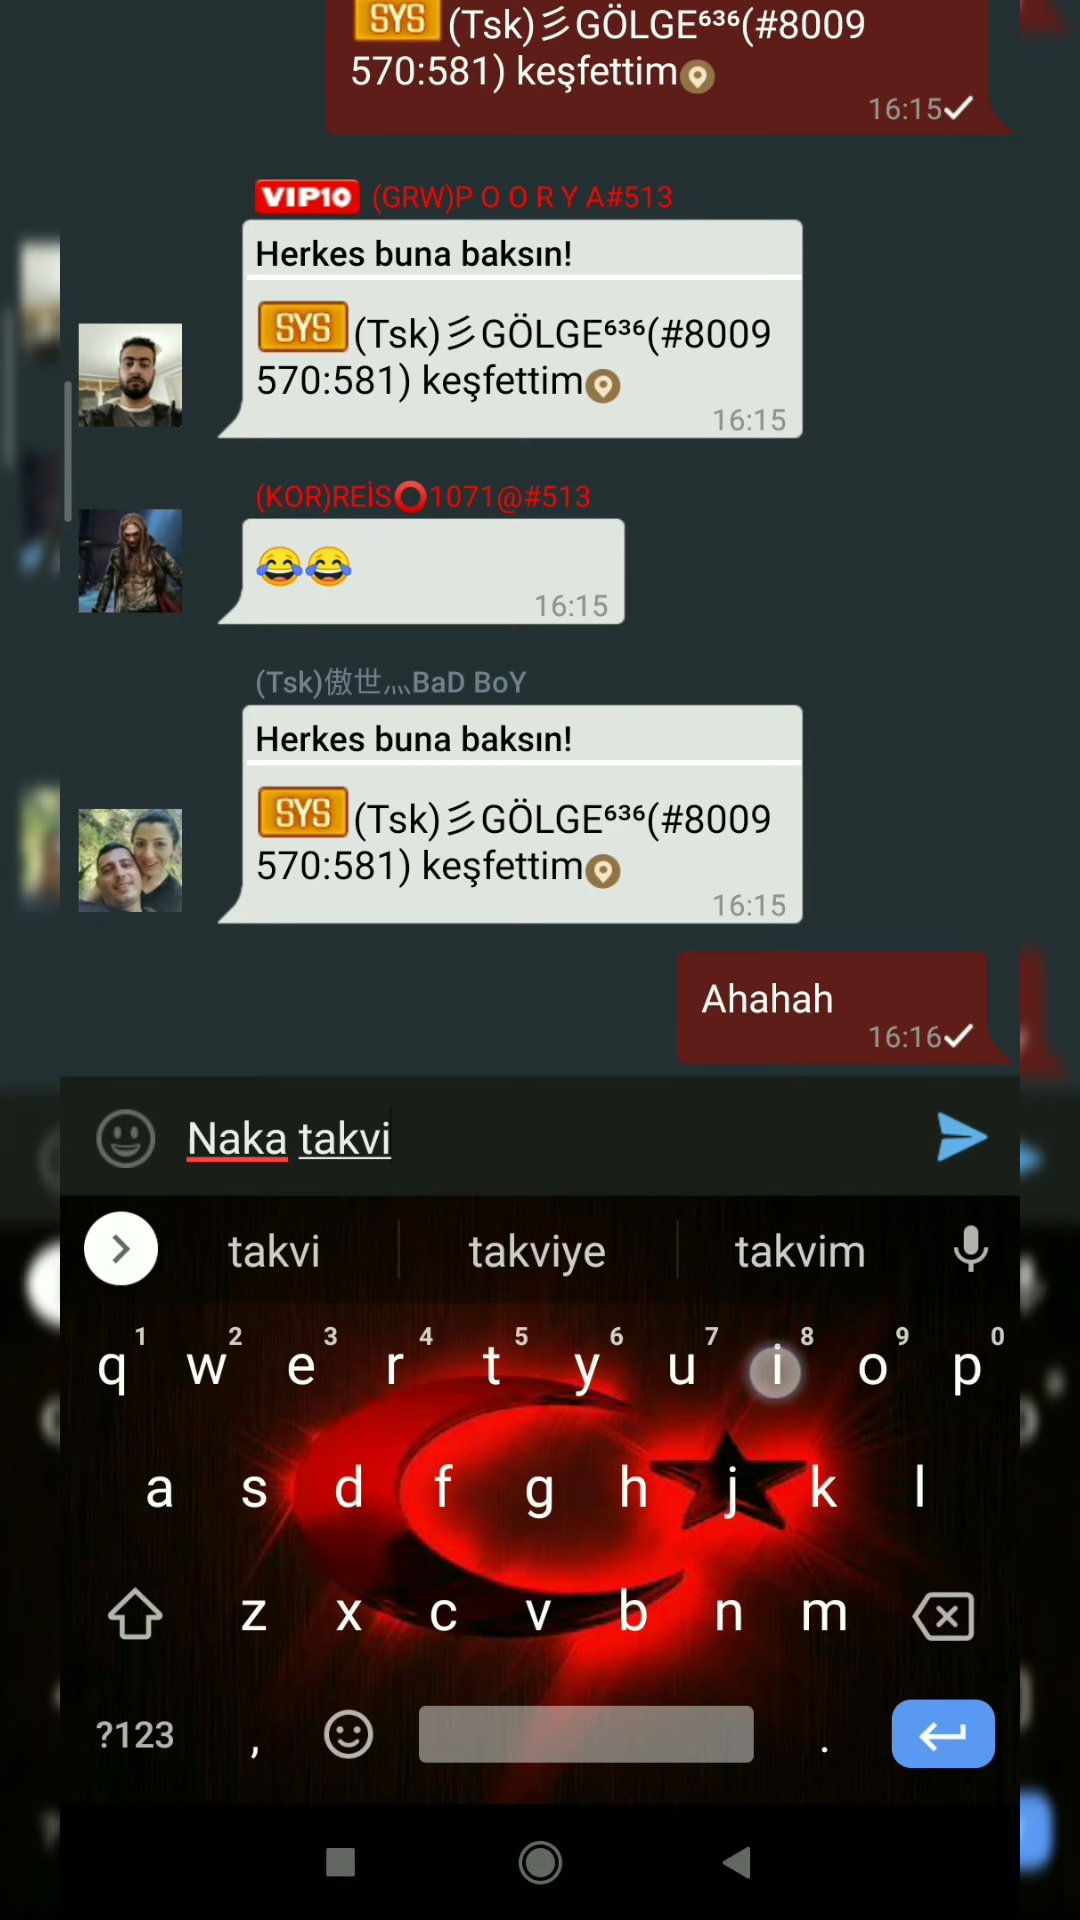 SYS (Tsk)彡GÖLGE⁶³⁶(#8009
570:581) keşfettim
16:15
VIP10 (GRW)P O O R Y A#513
Herkes buna baksın!
SYS (Tsk)彡GÖLGE⁶³⁶(#8009
570:581) keşfettim
16:15
(KOR)REİS⭕1071@#513
😂😂
16:15
(Tsk)傲世灬BaD BoY
Herkes buna baksın!
SYS (Tsk)彡GÖLGE⁶³⁶(#8009
570:581) keşfettim
16:15
Ahahah
16:16
Naka takvi
takvi takviye takvim
1 2 3 4 5 6 7 8 9 0
q w e r t y u i o p
a s d f g h j k l
z x c v b n m
?123 , .